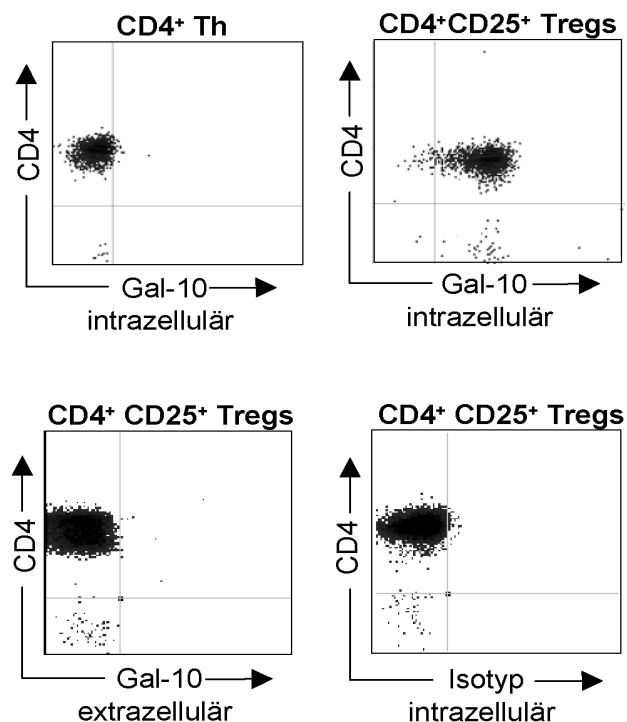 CD4⁺ Th
CD4⁺CD25⁺ Tregs
CD4
CD4
Gal-10
Gal-10
intrazellulär
intrazellulär
CD4⁺ CD25⁺ Tregs
CD4⁺ CD25⁺ Tregs
CD4
CD4
Gal-10
Isotyp
extrazellulär
intrazellulär